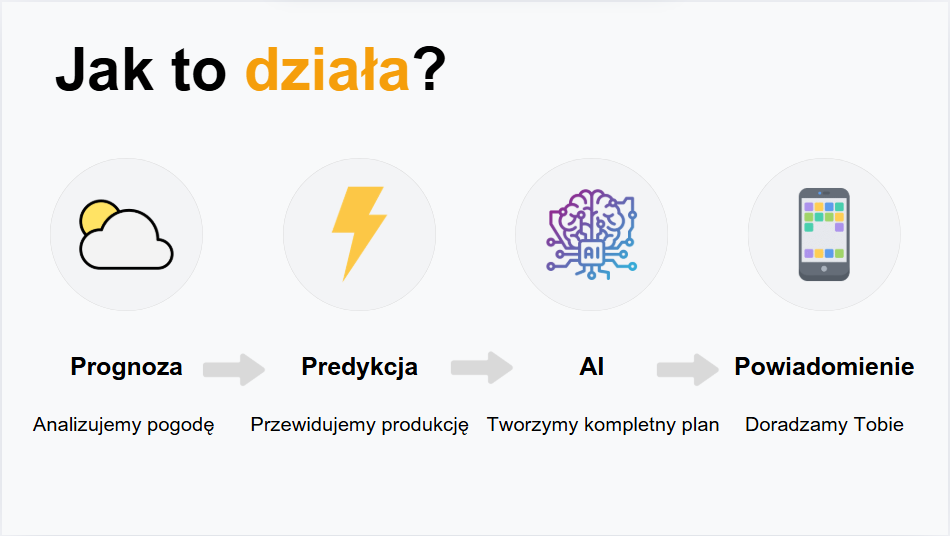 Jak to działa?
AI
Prognoza
Predykcja
AI
Powiadomienie
Analizujemy pogodę
Przewidujemy produkcję
Tworzymy kompletny plan
Doradzamy Tobie